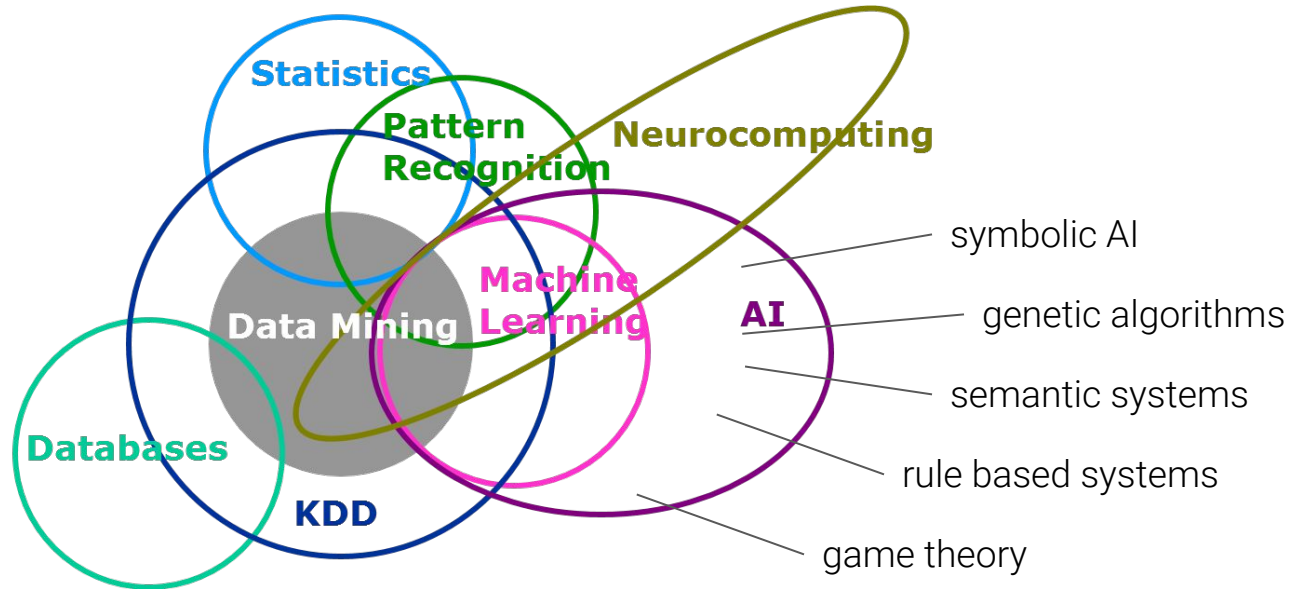 Statistics
Pattern
Recognition
Neurocomputing
Machine
Learning
Data Mining
AI
Databases
KDD
symbolic AI
genetic algorithms
semantic systems
rule based systems
game theory